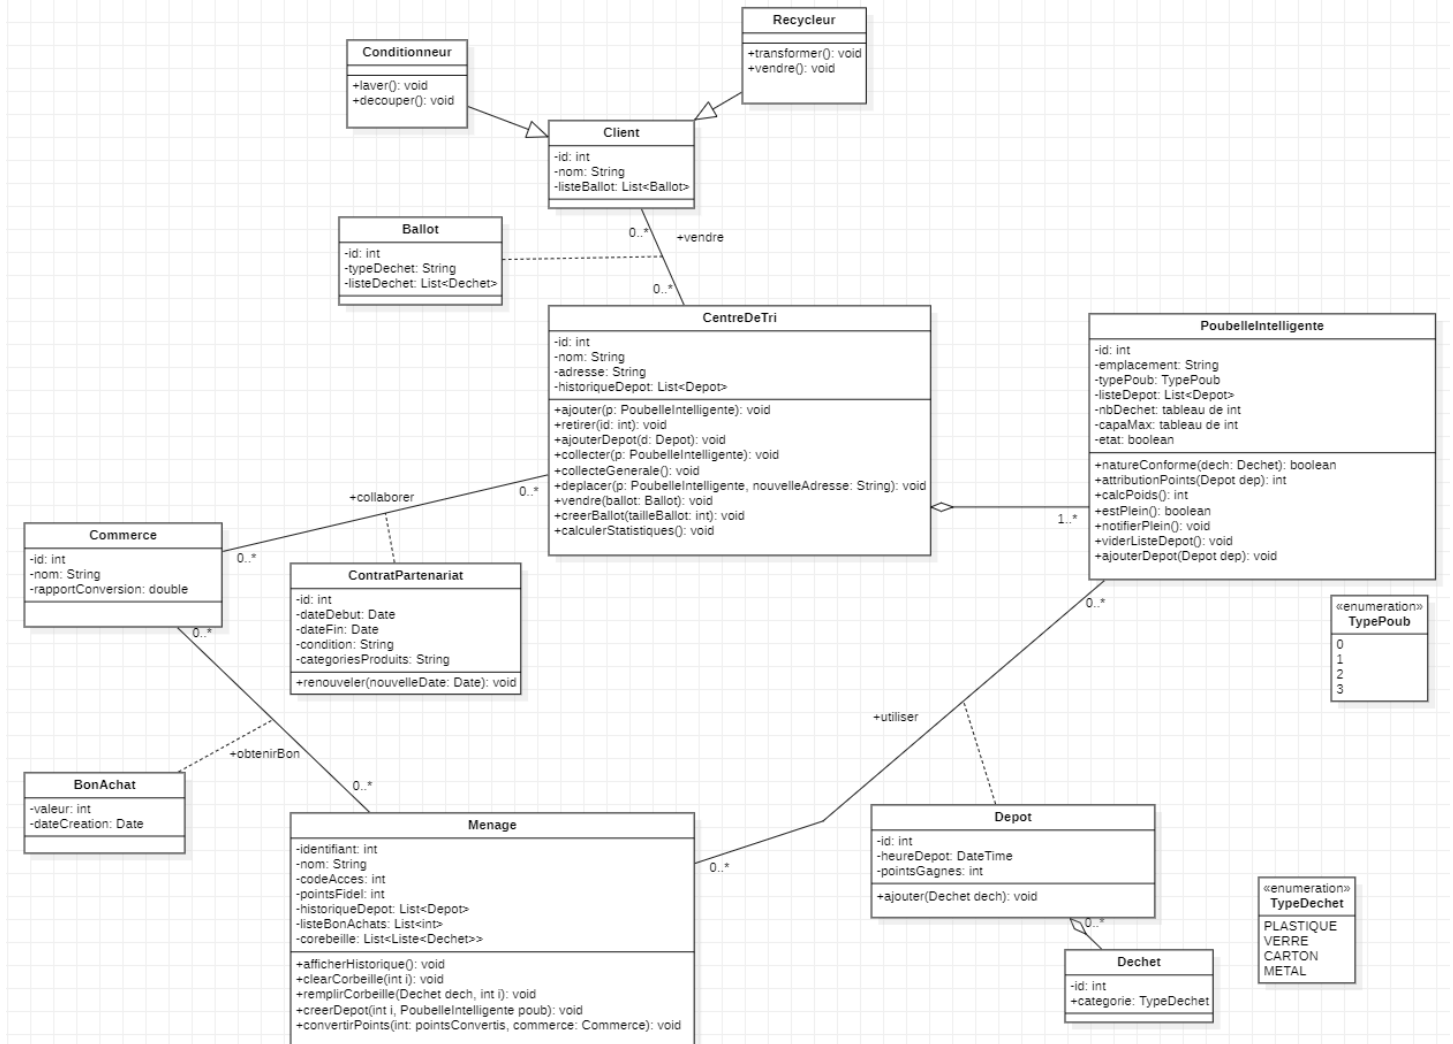 Recycleur
+transformer(): void
+vendre(): void
Conditionneur
+laver(): void
+decouper(): void
Client
-id: int
-nom: String
-listeBallot: List<Ballot>
0..*
+vendre
0..*
Ballot
-id: int
-typeDechet: String
-listeDechet: List<Dechet>
CentreDeTri
-id: int
-nom: String
-adresse: String
-historiqueDepot: List<Depot>
+ajouter(p: PoubelleIntelligente): void
+retirer(id: int): void
+ajouterDepot(d: Depot): void
+collecter(p: PoubelleIntelligente): void
+collecteGenerale(): void
+deplacer(p: PoubelleIntelligente, nouvelleAdresse: String): void
+vendre(ballot: Ballot): void
+creerBallot(tailleBallot: int): void
+calculerStatistiques(): void
PoubelleIntelligente
-id: int
-emplacement: String
-typePoub: TypePoub
-listeDepot: List<Depot>
-nbDechet: tableau de int
-capaMax: tableau de int
-etat: boolean
+natureConforme(dech: Dechet): boolean
+attributionPoints(Depot dep): int
+calcPoids(): int
+estPlein(): boolean
+notifierPlein(): void
+viderListeDepot(): void
+ajouterDepot(Depot dep): void
1..*
0..*
+collaborer
0..*
Commerce
-id: int
-nom: String
-rapportConversion: double
0..*
ContratPartenariat
-id: int
-dateDebut: Date
-dateFin: Date
-condition: String
-categoriesProduits: String
+renouveler(nouvelleDate: Date): void
0..*
«enumeration»
TypePoub
0
1
2
3
+utiliser
+obtenirBon
0..*
BonAchat
-valeur: int
-dateCreation: Date
Menage
-identifiant: int
-nom: String
-codeAcces: int
-pointsFidel: int
-historiqueDepot: List<Depot>
-listeBonAchats: List<int>
-corebeille: List<Liste<Dechet>>
+afficherHistorique(): void
+clearCorbeille(int i): void
+remplirCorbeille(Dechet dech, int i): void
+creerDepot(int i, PoubelleIntelligente poub): void
+convertirPoints(int: pointsConvertis, commerce: Commerce): void
0..*
Depot
-id: int
-heureDepot: DateTime
-pointsGagnes: int
+ajouter(Dechet dech): void
0..*
Dechet
-id: int
+categorie: TypeDechet
«enumeration»
TypeDechet
PLASTIQUE
VERRE
CARTON
METAL